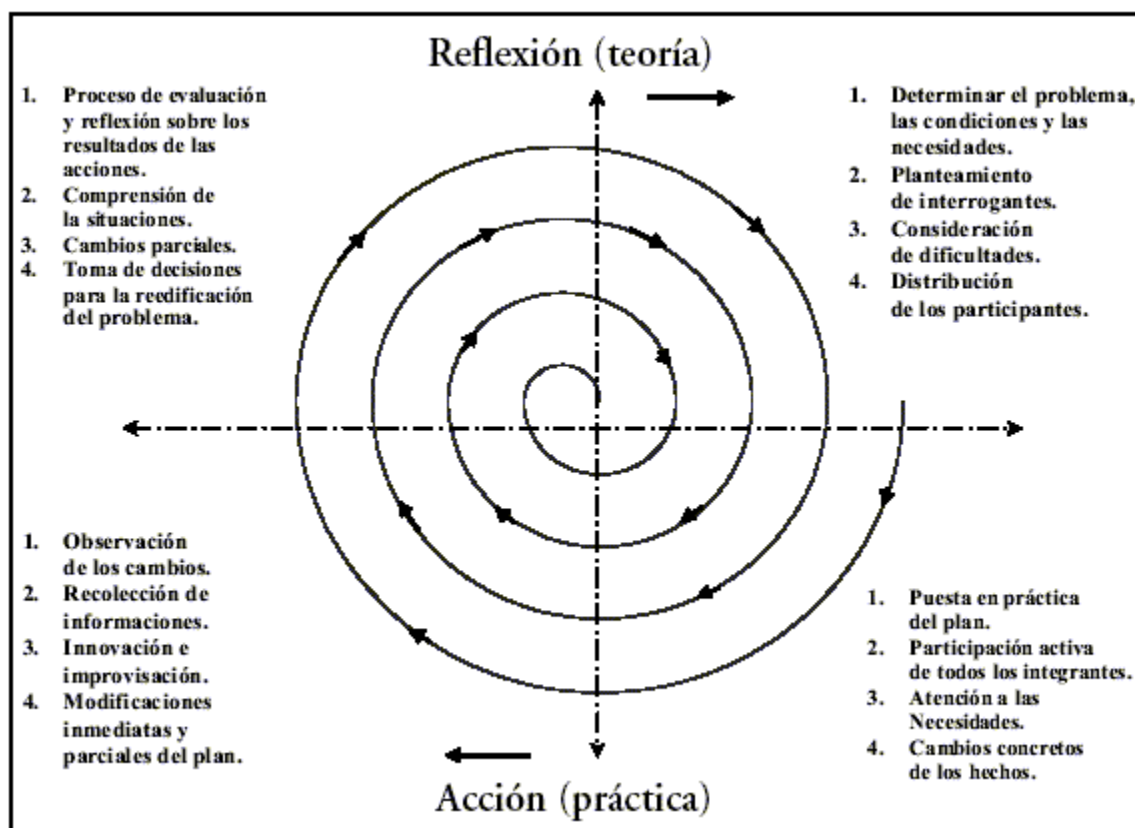 Reflexión (teoría)
1. Proceso de evaluación
y reflexión sobre los
resultados de las
acciones.
2. Comprensión de
la situaciones.
3. Cambios parciales.
4. Toma de decisiones
para la reedificación
del problema.
1. Determinar el problema,
las condiciones y las
necesidades.
2. Planteamiento
de interrogantes.
3. Consideración
de dificultades.
4. Distribución
de los participantes.
1. Observación
de los cambios.
2. Recolección de
informaciones.
3. Innovación e
improvisación.
4. Modificaciones
inmediatas y
parciales del plan.
1. Puesta en práctica
del plan.
2. Participación activa
de todos los integrantes.
3. Atención a las
Necesidades.
4. Cambios concretos
de los hechos.
Acción (práctica)